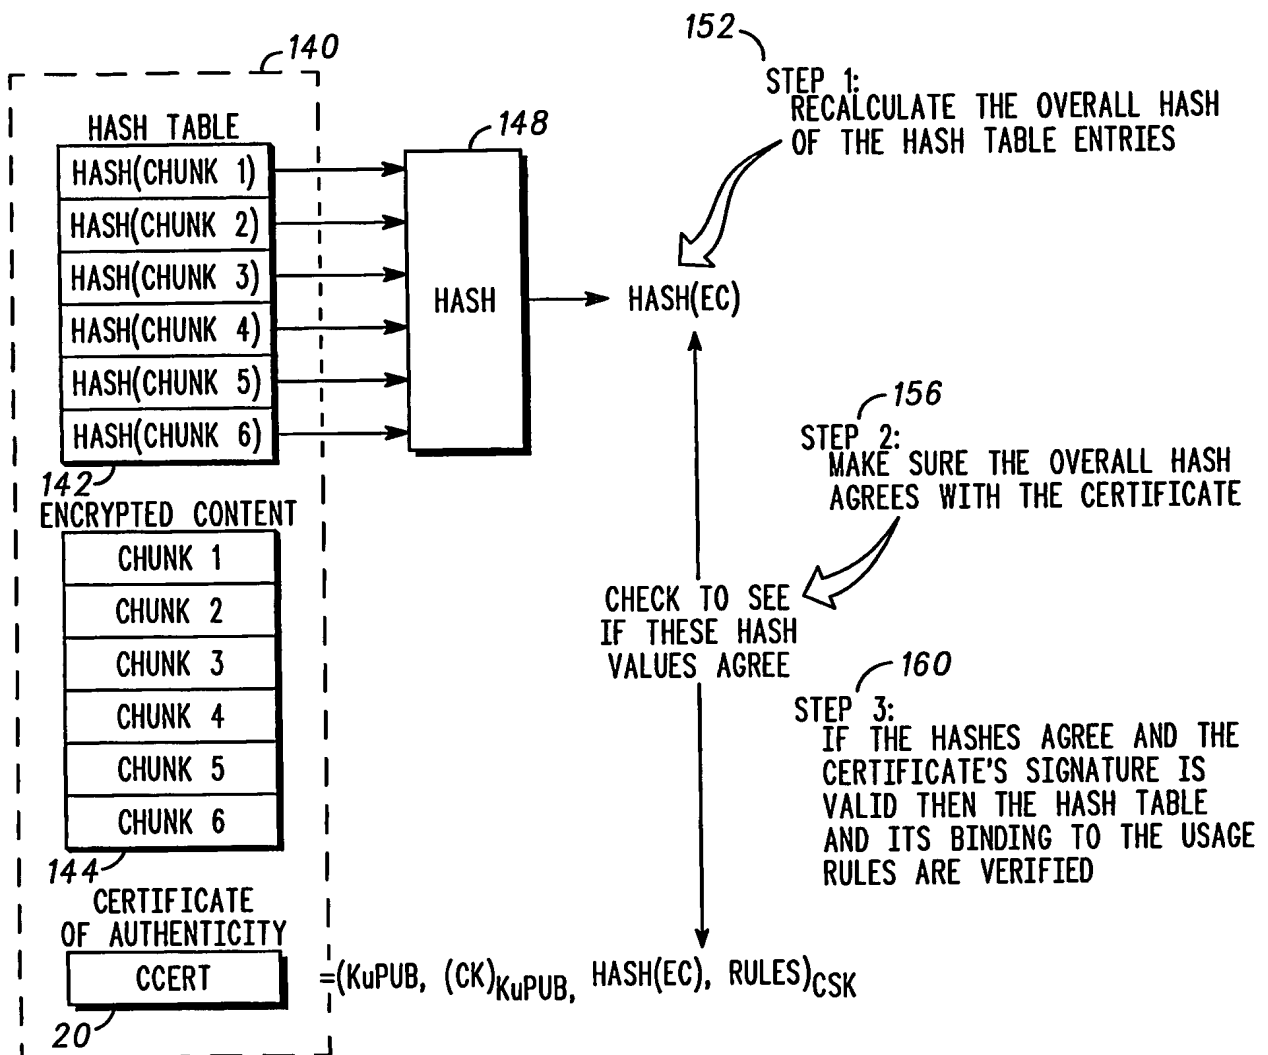 140
HASH TABLE
HASH(CHUNK 1)
HASH(CHUNK 2)
HASH(CHUNK 3)
HASH(CHUNK 4)
HASH(CHUNK 5)
HASH(CHUNK 6)
142
ENCRYPTED CONTENT
CHUNK 1
CHUNK 2
CHUNK 3
CHUNK 4
CHUNK 5
CHUNK 6
144
CERTIFICATE
OF AUTHENTICITY
CCERT
20
=(KuPUB, (CK)KuPUB, HASH(EC), RULES)CSK
148
HASH
HASH(EC)
152
STEP 1:
RECALCULATE THE OVERALL HASH
OF THE HASH TABLE ENTRIES
156
STEP 2:
MAKE SURE THE OVERALL HASH
AGREES WITH THE CERTIFICATE
CHECK TO SEE
IF THESE HASH
VALUES AGREE
160
STEP 3:
IF THE HASHES AGREE AND THE
CERTIFICATE'S SIGNATURE IS
VALID THEN THE HASH TABLE
AND ITS BINDING TO THE USAGE
RULES ARE VERIFIED